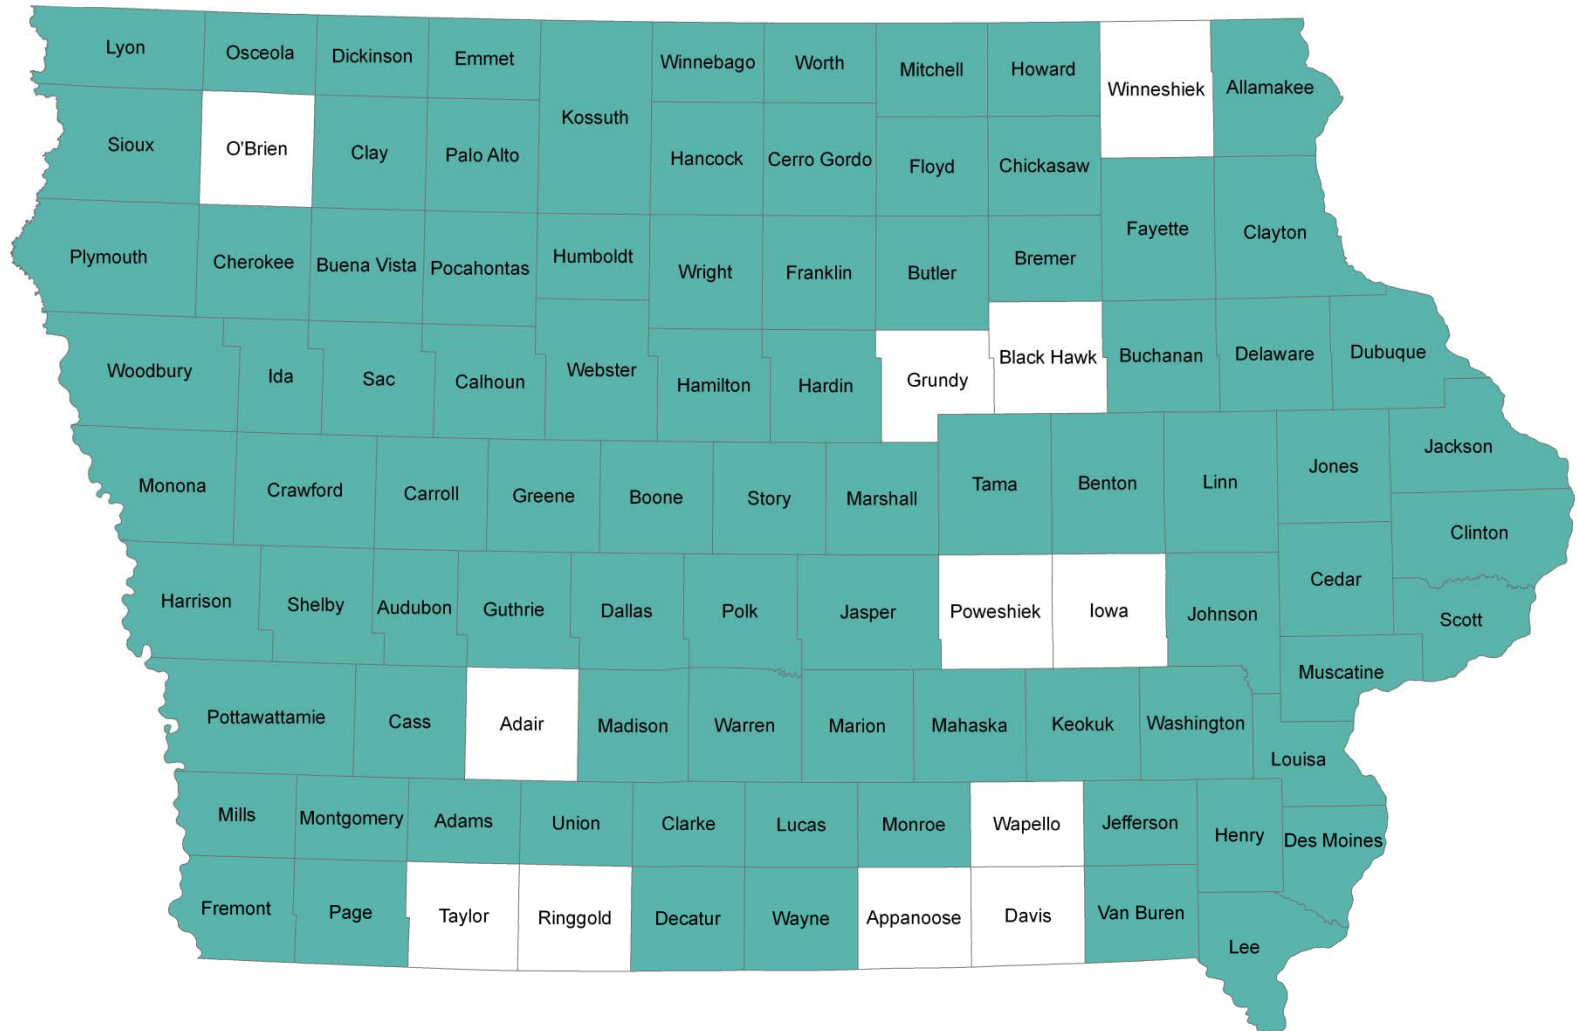 Lyon
Osceola
Dickinson
Emmet
Kossuth
Winnebago
Worth
Mitchell
Howard
Winneshiek
Allamakee
Sioux
O'Brien
Clay
Palo Alto
Hancock
Cerro Gordo
Floyd
Chickasaw
Fayette
Clayton
Plymouth
Cherokee
Buena Vista
Pocahontas
Humboldt
Wright
Franklin
Butler
Bremer
Woodbury
Ida
Sac
Calhoun
Webster
Hamilton
Hardin
Grundy
Black Hawk
Buchanan
Delaware
Dubuque
Monona
Crawford
Carroll
Greene
Boone
Story
Marshall
Tama
Benton
Linn
Jones
Jackson
Clinton
Harrison
Shelby
Audubon
Guthrie
Dallas
Polk
Jasper
Poweshiek
Iowa
Johnson
Cedar
Scott
Muscatine
Pottawattamie
Cass
Adair
Madison
Warren
Marion
Mahaska
Keokuk
Washington
Louisa
Mills
Montgomery
Adams
Union
Clarke
Lucas
Monroe
Wapello
Jefferson
Henry
Des Moines
Fremont
Page
Taylor
Ringgold
Decatur
Wayne
Appanoose
Davis
Van Buren
Lee